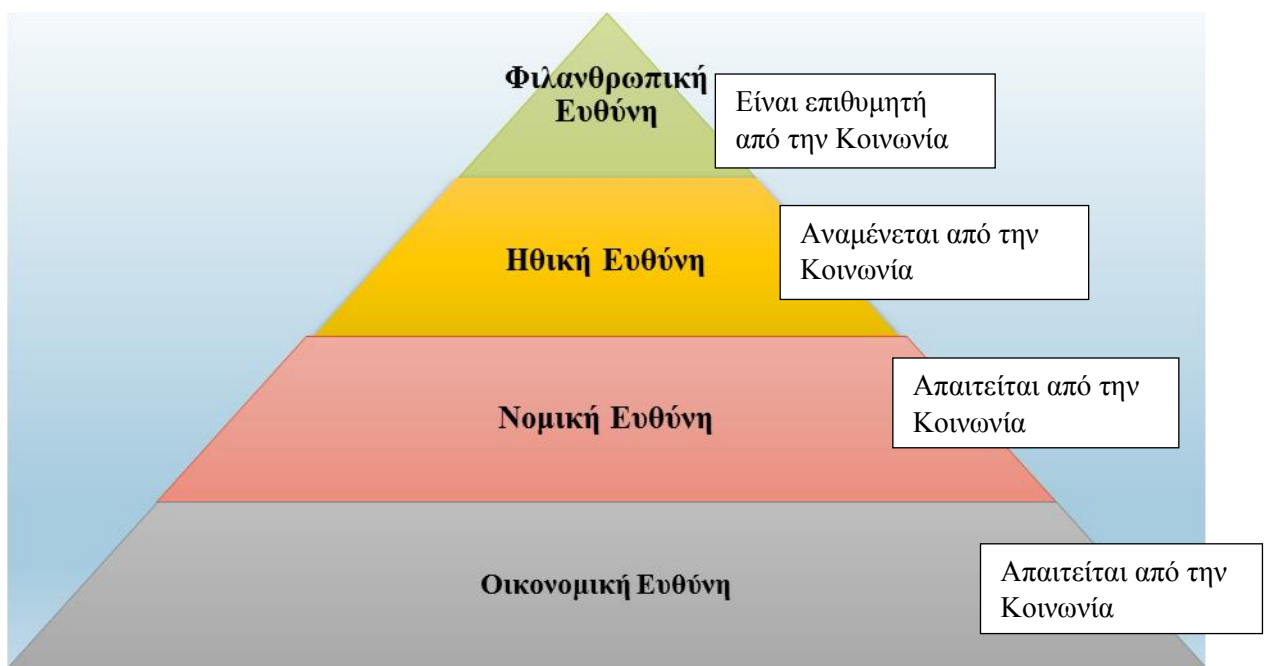 Φιλανθρωπική
Ευθύνη
Είναι επιθυμητή
από την Κοινωνία
Ηθική Ευθύνη
Αναμένεται από την
Κοινωνία
Νομική Ευθύνη
Απαιτείται από την
Κοινωνία
Οικονομική Ευθύνη
Απαιτείται από την
Κοινωνία